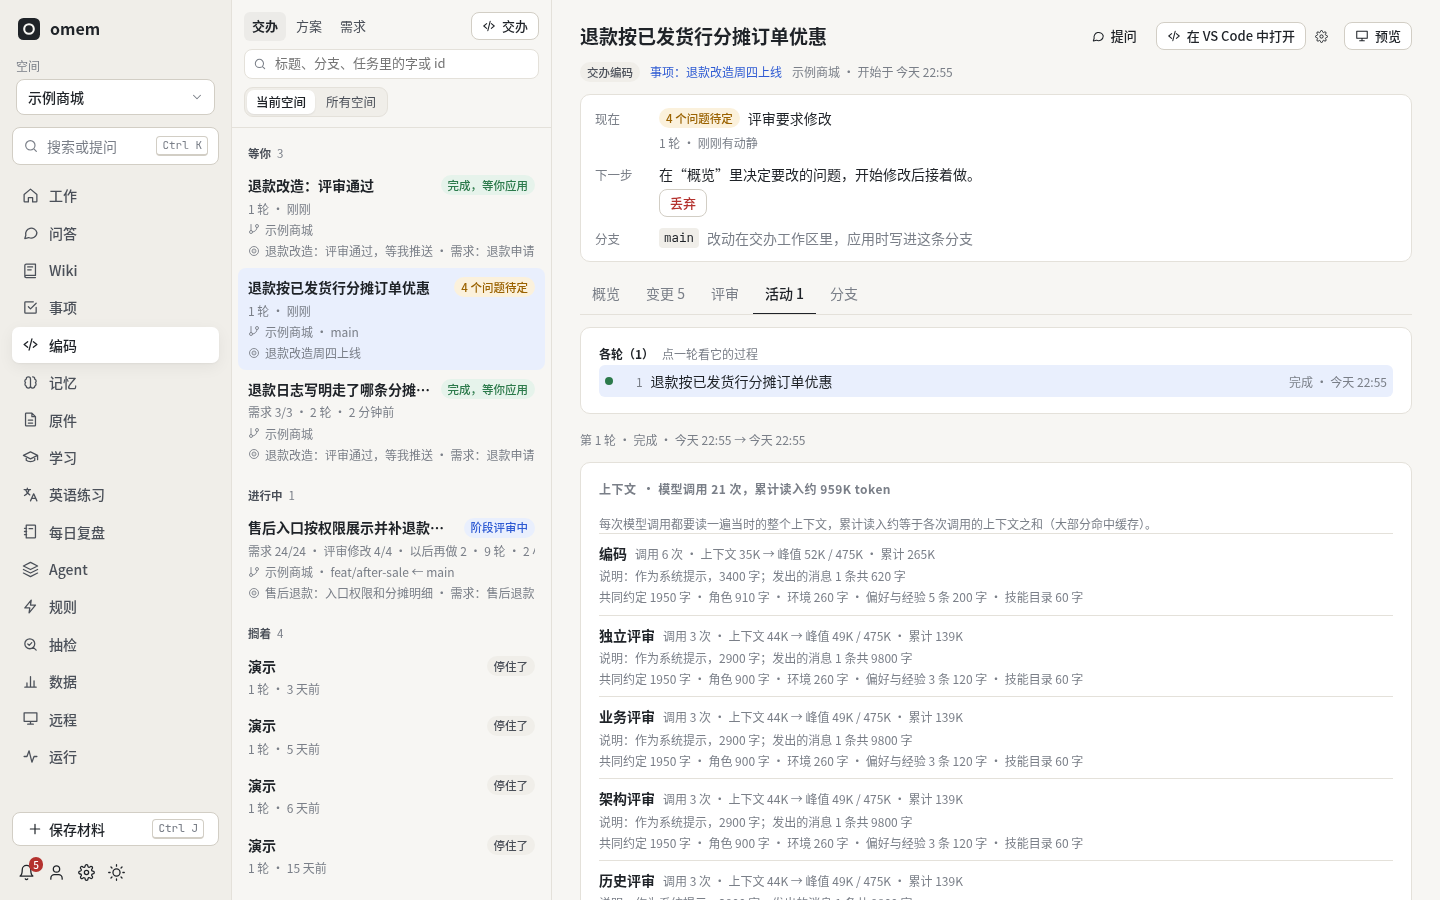 omem
空间
示例商城
搜索或提问 Ctrl K
工作
问答
Wiki
事项
编码
记忆
原件
学习
英语练习
每日复盘
Agent
规则
抽检
数据
远程
运行
保存材料 Ctrl J
5
交办 方案 需求 交办
标题、分支、任务里的字或 id
当前空间 所有空间
等你 3
退款改造：评审通过 完成，等你应用
1 轮 · 刚刚
示例商城
退款改造：评审通过，等我推送 · 需求：退款申请
退款按已发货行分摊订单优惠 4 个问题待定
1 轮 · 刚刚
示例商城 · main
退款改造周四上线
退款日志写明走了哪条分摊… 完成，等你应用
需求 3/3 · 2 轮 · 2 分钟前
示例商城
退款改造：评审通过，等我推送 · 需求：退款申请
进行中 1
售后入口按权限展示并补退款… 阶段评审中
需求 24/24 · 评审修改 4/4 · 以后再做 2 · 9 轮 · 2
示例商城 · feat/after-sale ← main
售后退款：入口权限和分摊明细 · 需求：售后退款
搁着 4
演示 停住了
1 轮 · 3 天前
演示 停住了
1 轮 · 5 天前
演示 停住了
1 轮 · 6 天前
演示 停住了
1 轮 · 15 天前
退款按已发货行分摊订单优惠 提问 在 VS Code 中打开 预览
交办编码 事项：退款改造周四上线 示例商城 · 开始于 今天 22:55
现在 4 个问题待定 评审要求修改
1 轮 · 刚刚有动静
下一步 在“概览”里决定要改的问题，开始修改后接着做。
丢弃
分支 main 改动在交办工作区里，应用时写进这条分支
概览 变更 5 评审 活动 1 分支
各轮（1） 点一轮看它的过程
1 退款按已发货行分摊订单优惠 完成 · 今天 22:55
第 1 轮 · 完成 · 今天 22:55 → 今天 22:55
上下文 · 模型调用 21 次，累计读入约 959K token
每次模型调用都要读一遍当时的整个上下文，累计读入约等于各次调用的上下文之和（大部分命中缓存）。
编码 调用 6 次 · 上下文 35K → 峰值 52K / 475K · 累计 265K
说明：作为系统提示，3400 字；发出的消息 1 条共 620 字
共同约定 1950 字 · 角色 910 字 · 环境 260 字 · 偏好与经验 5 条 200 字 · 技能目录 60 字
独立评审 调用 3 次 · 上下文 44K → 峰值 49K / 475K · 累计 139K
说明：作为系统提示，2900 字；发出的消息 1 条共 9800 字
共同约定 1950 字 · 角色 900 字 · 环境 260 字 · 偏好与经验 3 条 120 字 · 技能目录 60 字
业务评审 调用 3 次 · 上下文 44K → 峰值 49K / 475K · 累计 139K
说明：作为系统提示，2900 字；发出的消息 1 条共 9800 字
共同约定 1950 字 · 角色 900 字 · 环境 260 字 · 偏好与经验 3 条 120 字 · 技能目录 60 字
架构评审 调用 3 次 · 上下文 44K → 峰值 49K / 475K · 累计 139K
说明：作为系统提示，2900 字；发出的消息 1 条共 9800 字
共同约定 1950 字 · 角色 900 字 · 环境 260 字 · 偏好与经验 3 条 120 字 · 技能目录 60 字
历史评审 调用 3 次 · 上下文 44K → 峰值 49K / 475K · 累计 139K